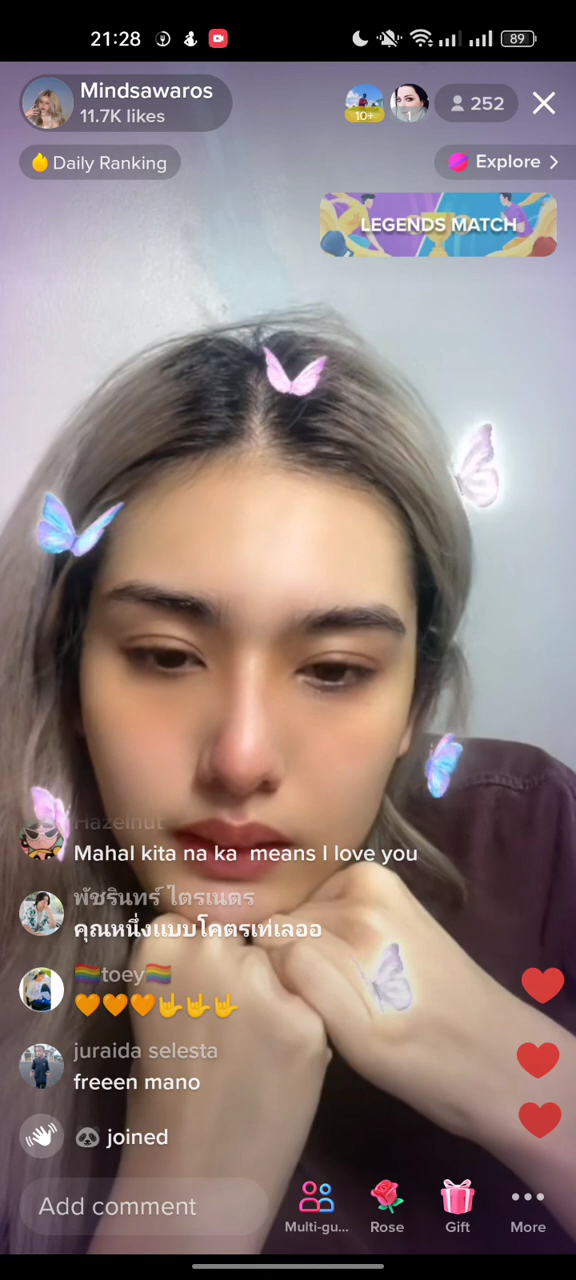 21:28
89
Mindsawaros
11.7K likes
10+
1
252
Daily Ranking
Explore
LEGENDS MATCH
Hazelnut
Mahal kita na ka means I love you
พัชรินทร์ ไตรเนตร
คุณหนึ่งแบบโคตรเท่เลออ
🏳️‍🌈toey🏳️‍🌈
🧡🧡🧡🤟🤟🤟
juraida selesta
freeen mano
🐼 joined
Add comment
Multi-gu...
Rose
Gift
More